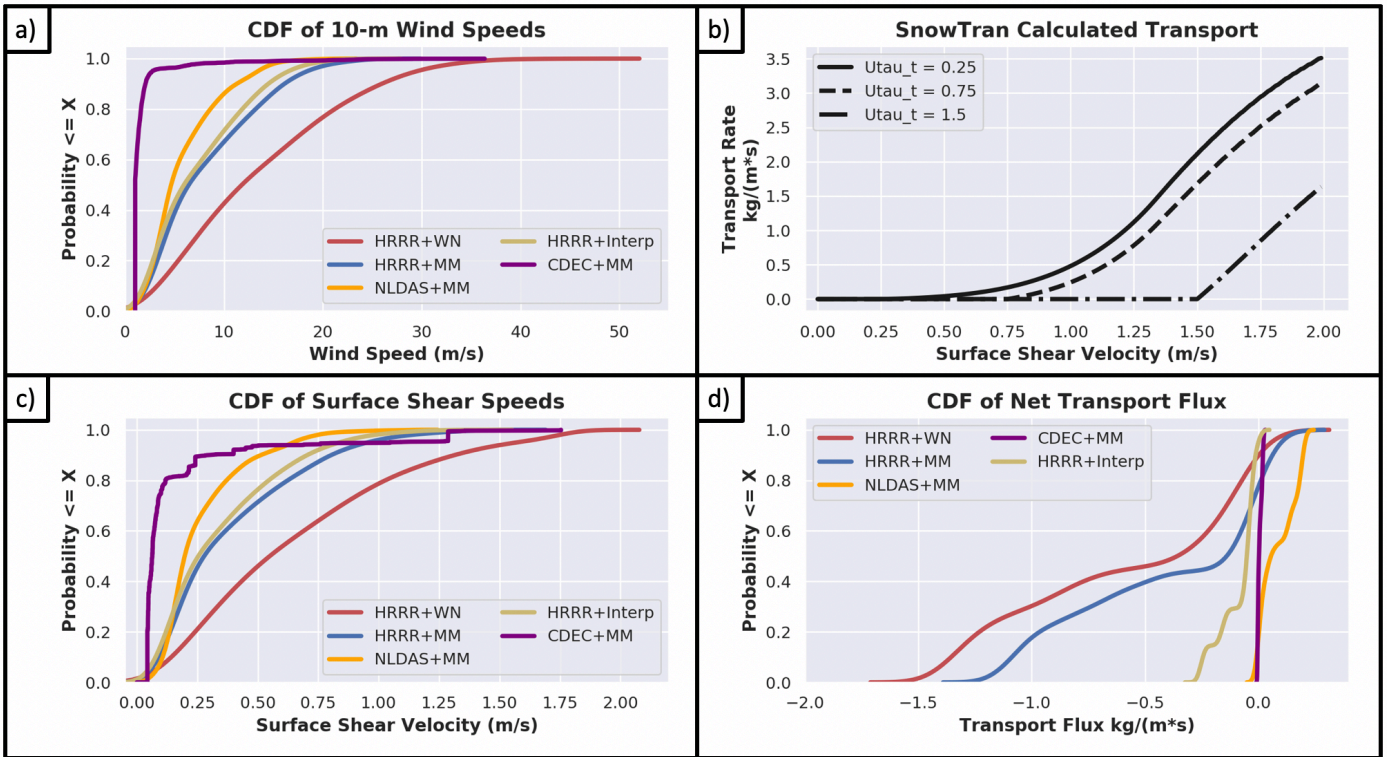 a)
CDF of 10-m Wind Speeds
Probability <= X
1.0
0.8
0.6
0.4
0.2
0.0
HRRR+WN
HRRR+MM
NLDAS+MM
HRRR+Interp
CDEC+MM
0 10 20 30 40 50
Wind Speed (m/s)
b)
SnowTran Calculated Transport
Transport Rate
kg/(m*s)
3.5
3.0
2.5
2.0
1.5
1.0
0.5
0.0
Utau_t = 0.25
Utau_t = 0.75
Utau_t = 1.5
0.00 0.25 0.50 0.75 1.00 1.25 1.50 1.75 2.00
Surface Shear Velocity (m/s)
c)
CDF of Surface Shear Speeds
Probability <= X
1.0
0.8
0.6
0.4
0.2
0.0
HRRR+WN
HRRR+MM
NLDAS+MM
HRRR+Interp
CDEC+MM
0.00 0.25 0.50 0.75 1.00 1.25 1.50 1.75 2.00
Surface Shear Velocity (m/s)
d)
CDF of Net Transport Flux
Probability <= X
1.0
0.8
0.6
0.4
0.2
0.0
HRRR+WN
HRRR+MM
NLDAS+MM
CDEC+MM
HRRR+Interp
−2.0 −1.5 −1.0 −0.5 0.0
Transport Flux kg/(m*s)